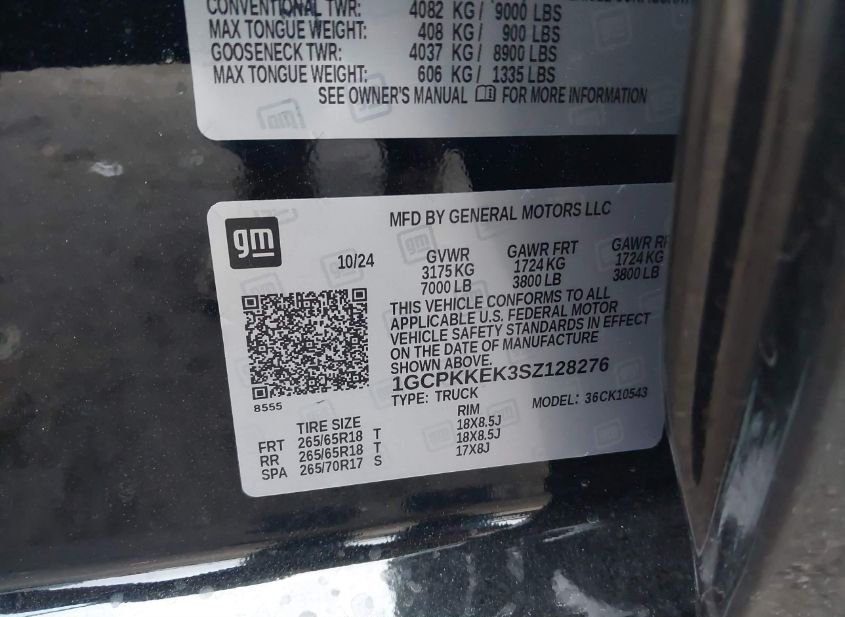 CONVENTIONAL TWR: 4082 KG/ 9000 LBS
MAX TONGUE WEIGHT: 408 KG/ 900 LBS
GOOSENECK TWR: 4037 KG/ 8900 LBS
MAX TONGUE WEIGHT: 606 KG/ 1335 LBS
SEE OWNER'S MANUAL FOR MORE INFORMATION
gm
MFD BY GENERAL MOTORS LLC
10/24 GVWR GAWR FRT GAWR RR
3175 KG 1724 KG 1724 KG
7000 LB 3800 LB 3800 LB
THIS VEHICLE CONFORMS TO ALL
APPLICABLE U.S. FEDERAL MOTOR
VEHICLE SAFETY STANDARDS IN EFFECT
ON THE DATE OF MANUFACTURE
SHOWN ABOVE.
1GCPKKEK3SZ128276
TYPE: TRUCK MODEL: 36CK10543
8555
TIRE SIZE RIM
FRT 265/65R18 T 18X8.5J
RR 265/65R18 T 18X8.5J
SPA 265/70R17 S 17X8J